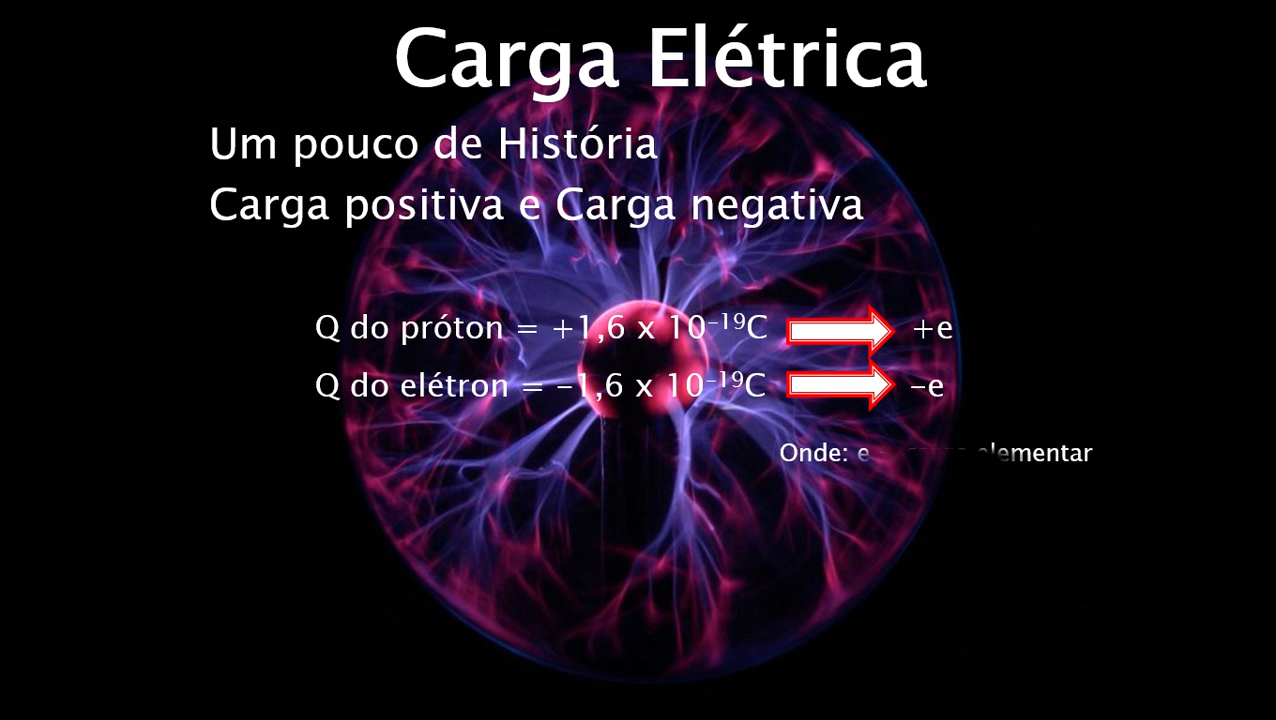 Carga Elétrica
Um pouco de História
Carga positiva e Carga negativa
Q do próton = +1,6 x 10⁻¹⁹C +e
Q do elétron = –1,6 x 10⁻¹⁹C –e
Onde: e elementar